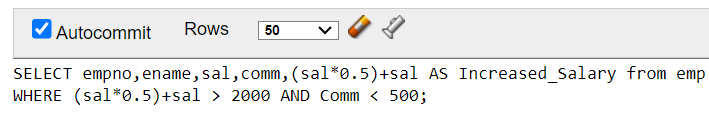 Autocommit Rows 50
SELECT empno,ename,sal,comm,(sal*0.5)+sal AS Increased_Salary from emp
WHERE (sal*0.5)+sal > 2000 AND Comm < 500;